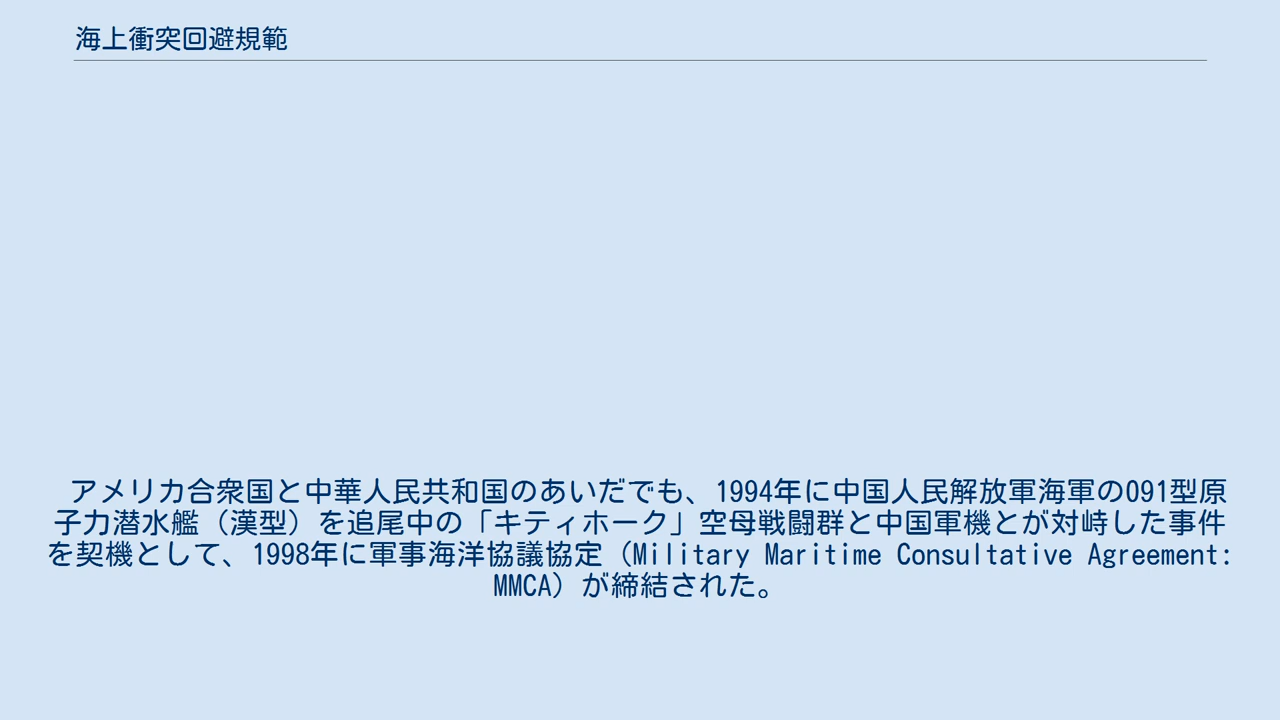 海上衝突回避規範
アメリカ合衆国と中華人民共和国のあいだでも、1994年に中国人民解放軍海軍の091型原
子力潜水艦（漢型）を追尾中の「キティホーク」空母戦闘群と中国軍機とが対峙した事件
を契機として、1998年に軍事海洋協議協定（Military Maritime Consultative Agreement:
MMCA）が締結された。